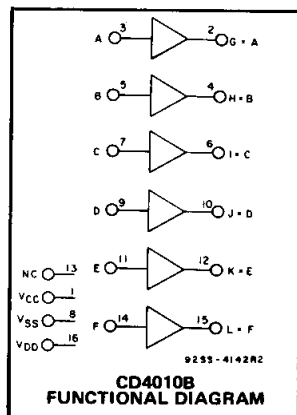 A 3 2 G = A
B 5 4 H = B
C 7 6 I = C
D 9 10 J = D
E 11 12 K = E
F 14 15 L = F
NC 13
VCC 1
VSS 8
VDD 16
92SS-4142R2
CD4010B
FUNCTIONAL DIAGRAM